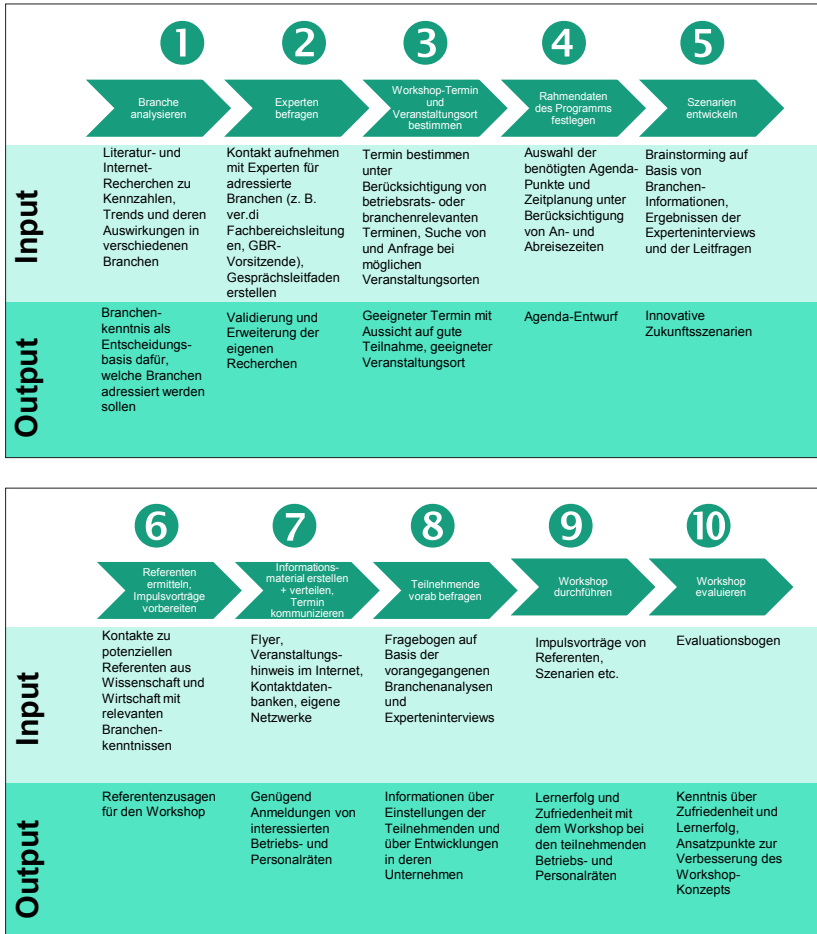 1
2
3
4
5
Branche
analysieren
Experten
befragen
Workshop-Termin
und
Veranstaltungsort
bestimmen
Rahmendaten
des Programms
festlegen
Szenarien
entwickeln
Input
Literatur- und
Internet-
Recherchen zu
Kennzahlen,
Trends und deren
Auswirkungen in
verschiedenen
Branchen
Kontakt aufnehmen
mit Experten für
adressierte
Branchen (z. B.
ver.di
Fachbereichsleitung
en, GBR-
Vorsitzende),
Gesprächsleitfaden
erstellen
Termin bestimmen
unter
Berücksichtigung von
betriebsrats- oder
branchenrelevanten
Terminen, Suche von
und Anfrage bei
möglichen
Veranstaltungsorten
Auswahl der
benötigten Agenda-
Punkte und
Zeitplanung unter
Berücksichtigung
von An- und
Abreisezeiten
Brainstorming auf
Basis von
Branchen-
Informationen,
Ergebnissen der
Experteninterviews
und der Leitfragen
Output
Branchen-
kenntnis als
Entscheidungs-
basis dafür,
welche Branchen
adressiert werden
sollen
Validierung und
Erweiterung der
eigenen
Recherchen
Geeigneter Termin mit
Aussicht auf gute
Teilnahme, geeigneter
Veranstaltungsort
Agenda-Entwurf
Innovative
Zukunftsszenarien
6
7
8
9
10
Referenten
ermitteln,
Impulsvorträge
vorbereiten
Informations-
material erstellen
+ verteilen,
Termin
kommunizieren
Teilnehmende
vorab befragen
Workshop
durchführen
Workshop
evaluieren
Input
Kontakte zu
potenziellen
Referenten aus
Wissenschaft und
Wirtschaft mit
relevanten
Branchen-
kenntnissen
Flyer,
Veranstaltungs-
hinweis im Internet,
Kontaktdaten-
banken, eigene
Netzwerke
Fragebogen auf
Basis der
vorangegangenen
Branchenanalysen
und
Experteninterviews
Impulsvorträge von
Referenten,
Szenarien etc.
Evaluationsbogen
Output
Referentenzusagen
für den Workshop
Genügend
Anmeldungen von
interessierten
Betriebs- und
Personalräten
Informationen über
Einstellungen der
Teilnehmenden und
über Entwicklungen
in deren
Unternehmen
Lernerfolg und
Zufriedenheit mit
dem Workshop bei
den teilnehmenden
Betriebs- und
Personalräten
Kenntnis über
Zufriedenheit und
Lernerfolg,
Ansatzpunkte zur
Verbesserung des
Workshop-
Konzepts